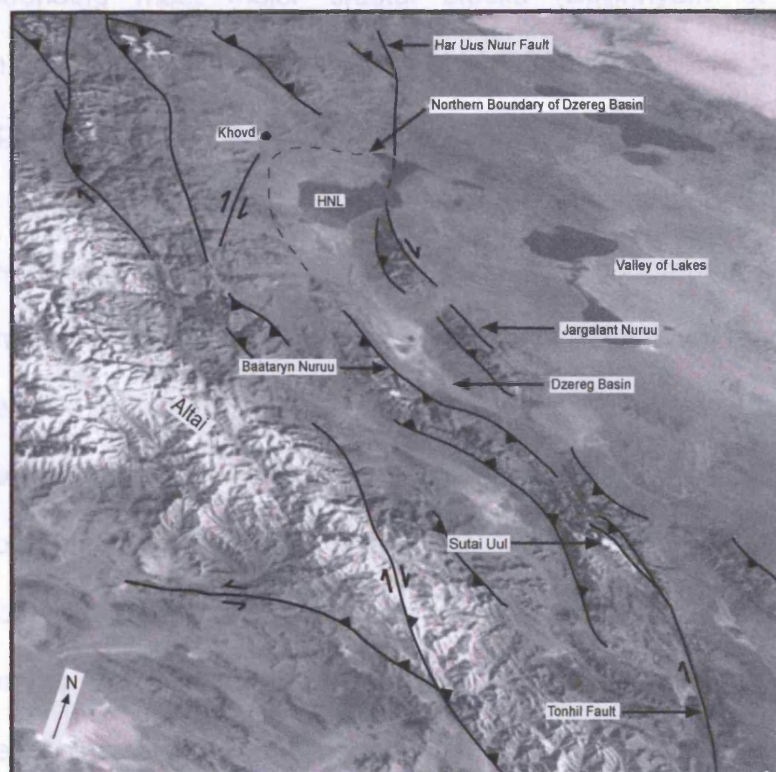 Har Uus Nuur Fault
Northern Boundary of Dzereg Basin
Khovd
HNL
Valley of Lakes
Jargalant Nuruu
Baataryn Nuruu
Dzereg Basin
Altai
Sutai Uul
N
Tonhil Fault